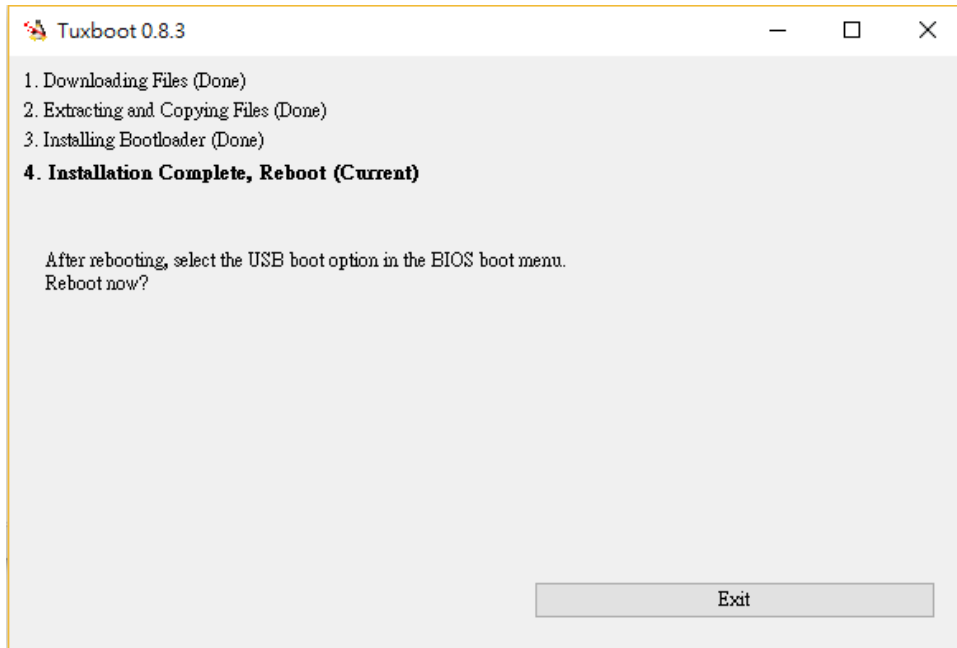 Tuxboot 0.8.3
1. Downloading Files (Done)
2. Extracting and Copying Files (Done)
3. Installing Bootloader (Done)
4. Installation Complete, Reboot (Current)
After rebooting, select the USB boot option in the BIOS boot menu.
Reboot now?
Exit